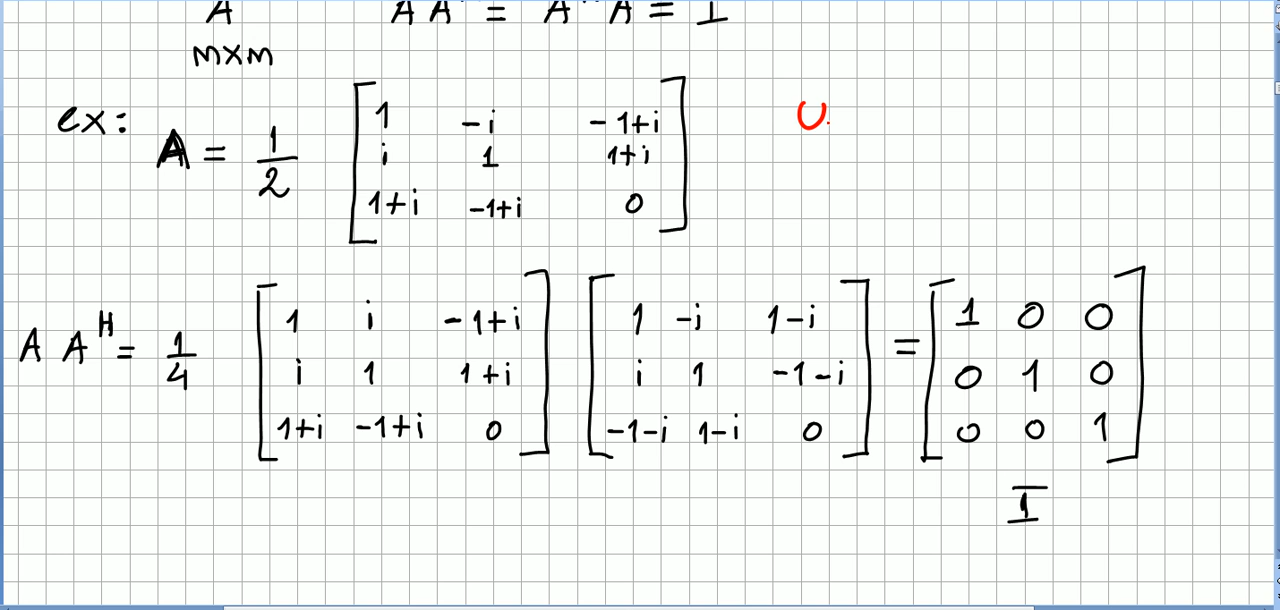 A A A^H = A^H A = I
m×m
ex: A = 1/2 [ 1 -i -1+i ; i 1 1+i ; 1+i -1+i 0 ] U.
A A^H = 1/4 [ 1 i -1+i ; i 1 1+i ; 1+i -1+i 0 ] [ 1 -i 1-i ; i 1 -1-i ; -1-i 1-i 0 ] = [ 1 0 0 ; 0 1 0 ; 0 0 1 ]
I